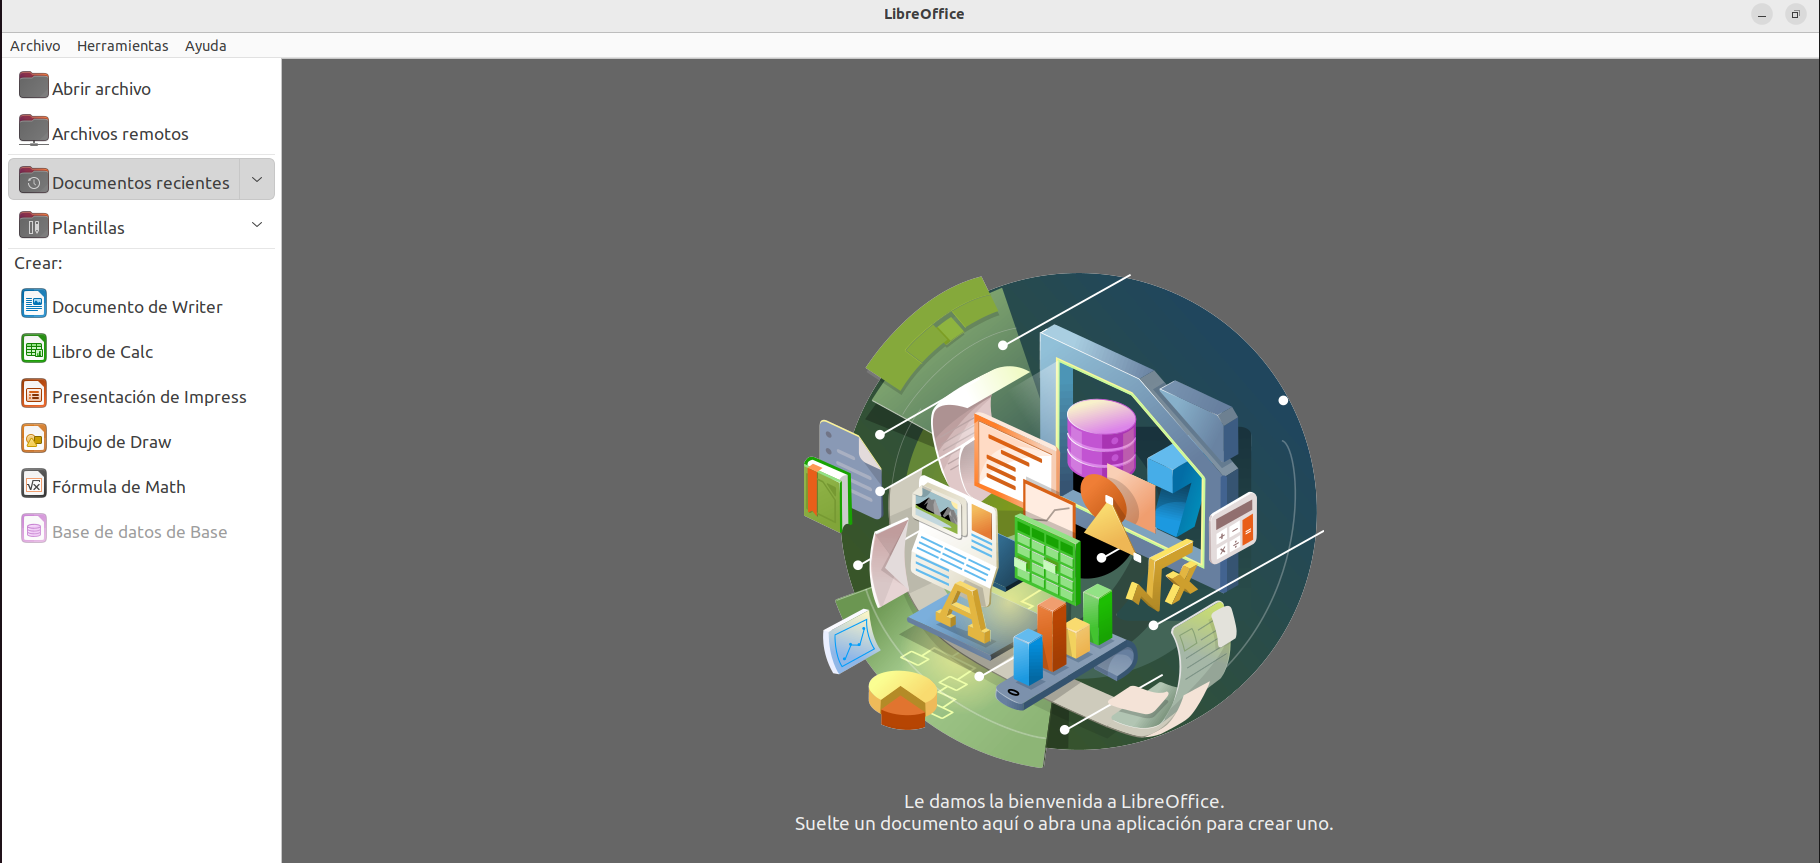 LibreOffice
Archivo Herramientas Ayuda
Abrir archivo
Archivos remotos
Documentos recientes
Plantillas
Crear:
Documento de Writer
Libro de Calc
Presentación de Impress
Dibujo de Draw
Fórmula de Math
Base de datos de Base
Le damos la bienvenida a LibreOffice.
Suelte un documento aquí o abra una aplicación para crear uno.